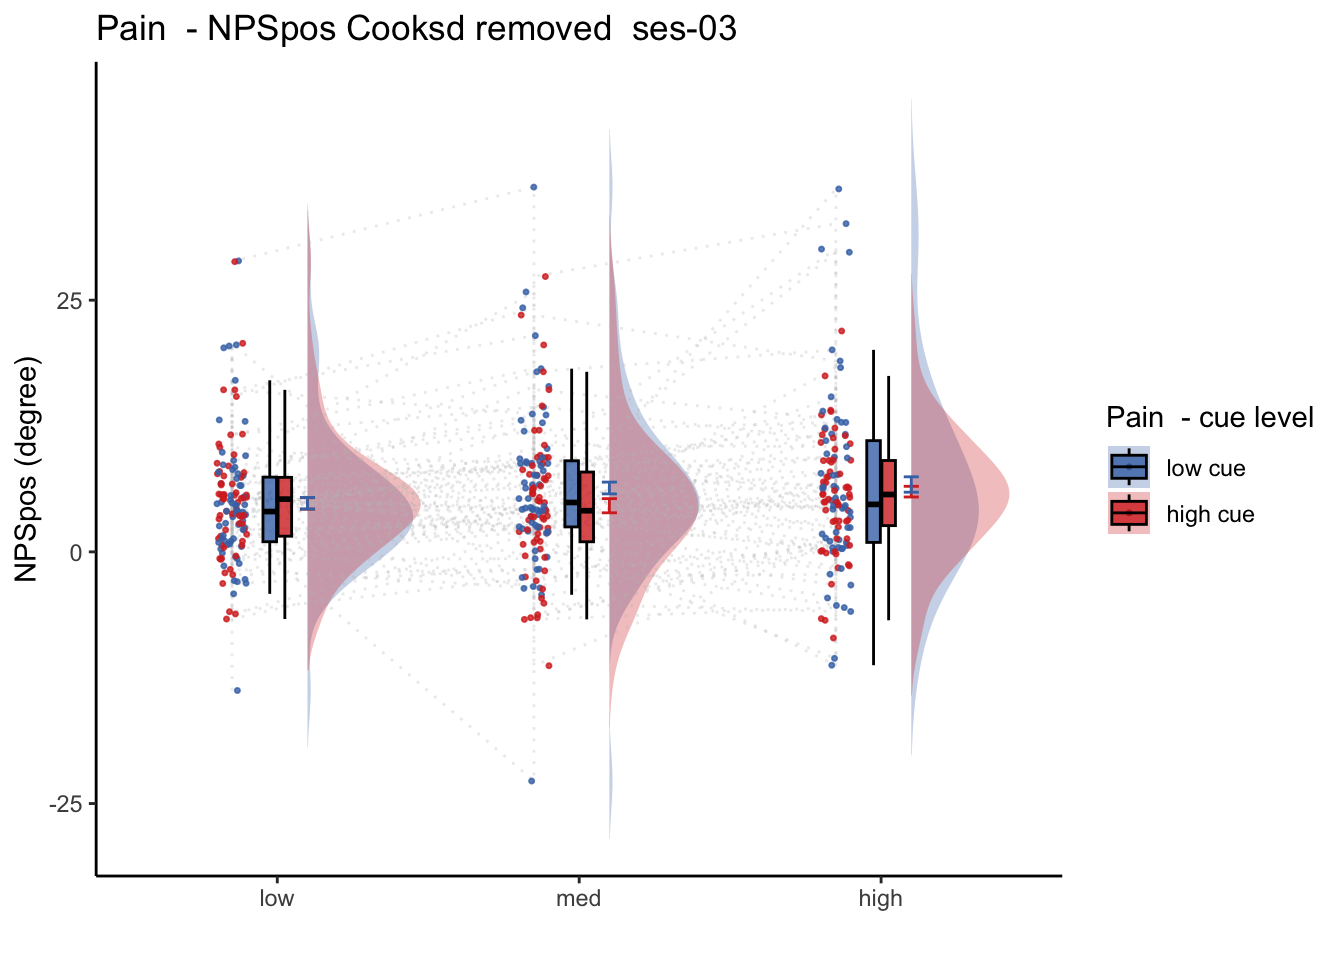 Pain  - NPSpos Cooksd removed  ses-03
NPSpos (degree)
25
0
-25
low
med
high
Pain  - cue level
low cue
high cue